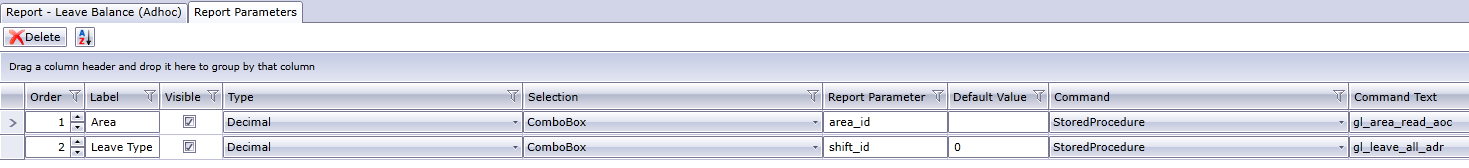 Report - Leave Balance (Adhoc) Report Parameters
Delete
Drag a column header and drop it here to group by that column
Order Label Visible Type Selection Report Parameter Default Value Command Command Text
1 Area Decimal ComboBox area_id StoredProcedure gl_area_read_aoc
2 Leave Type Decimal ComboBox shift_id 0 StoredProcedure gl_leave_all_adr